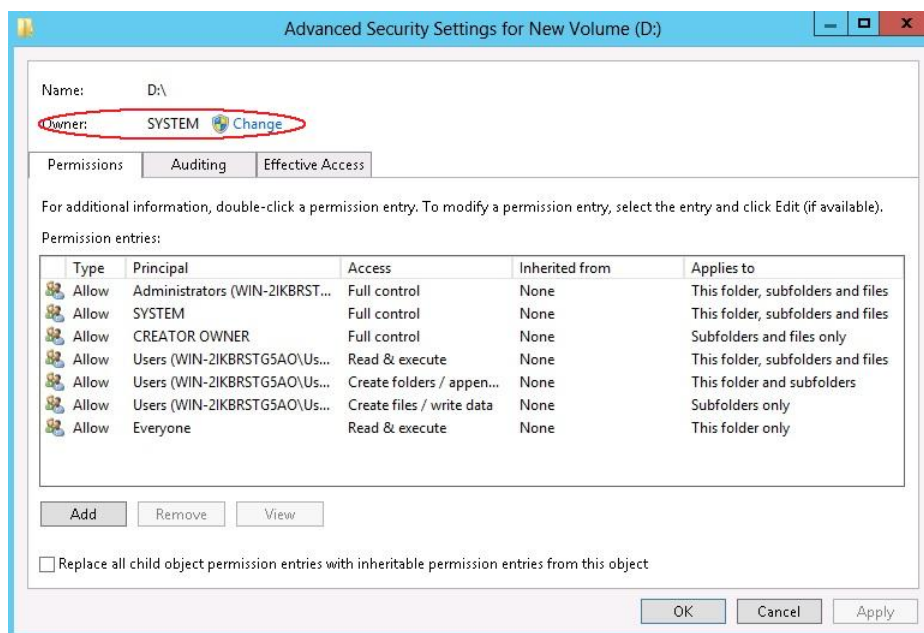 Advanced Security Settings for New Volume (D:)
Name: D:\
Owner: SYSTEM Change
Permissions Auditing Effective Access
For additional information, double-click a permission entry. To modify a permission entry, select the entry and click Edit (if available).
Permission entries:
Type Principal Access Inherited from Applies to
Allow Administrators (WIN-2IKBRST... Full control None This folder, subfolders and files
Allow SYSTEM Full control None This folder, subfolders and files
Allow CREATOR OWNER Full control None Subfolders and files only
Allow Users (WIN-2IKBRSTG5AO\Us... Read & execute None This folder, subfolders and files
Allow Users (WIN-2IKBRSTG5AO\Us... Create folders / appen... None This folder and subfolders
Allow Users (WIN-2IKBRSTG5AO\Us... Create files / write data None Subfolders only
Allow Everyone Read & execute None This folder only
Add Remove View
Replace all child object permission entries with inheritable permission entries from this object
OK Cancel Apply